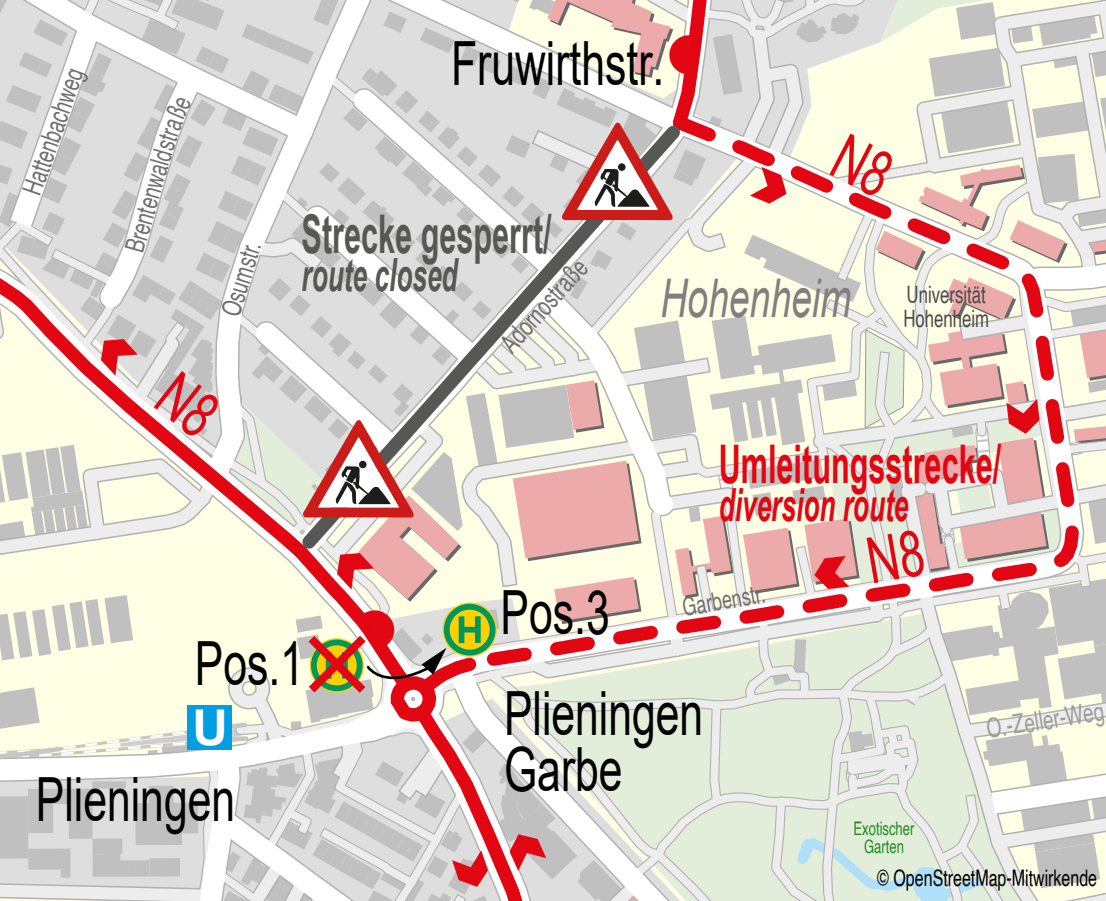 Fruwirthstr.
Hattenbachweg
Brentenwaldstraße
N8
Strecke gesperrt/
route closed
Osumstr.
Adornostraße
Hohenheim
Universität
Hohenheim
N8
Umleitungsstrecke/
diversion route
N8
Garbenstr.
Pos.3
H
Pos.1
U
Plieningen
Garbe
O.-Zeller-Weg
Plieningen
Exotischer
Garten
© OpenStreetMap-Mitwirkende